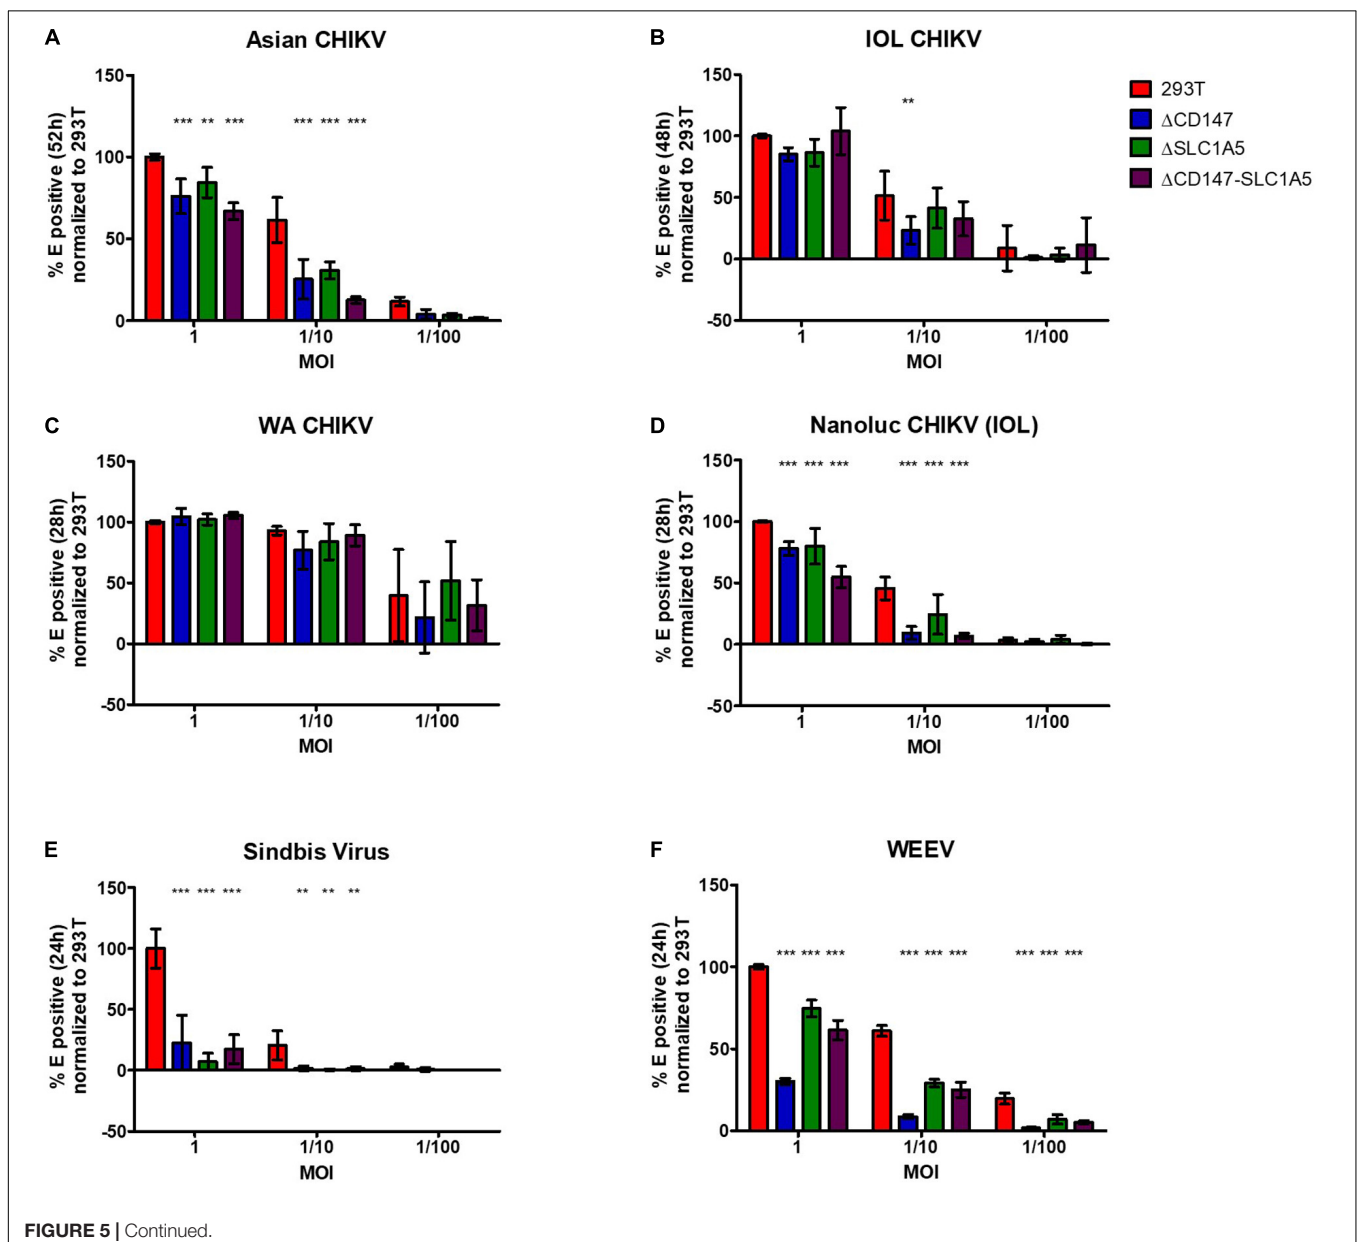 A
Asian CHIKV
% E positive (52h)
normalized to 293T
150
100
50
0
*** ** *** *** *** ***
1 1/10 1/100
MOI
B
IOL CHIKV
% E positive (48h)
normalized to 293T
150
100
50
0
-50
**
1 1/10 1/100
MOI
293T
ΔCD147
ΔSLC1A5
ΔCD147-SLC1A5
C
WA CHIKV
% E positive (28h)
normalized to 293T
150
100
50
0
-50
1 1/10 1/100
MOI
D
Nanoluc CHIKV (IOL)
% E positive (28h)
normalized to 293T
150
100
50
0
-50
*** *** *** *** *** ***
1 1/10 1/100
MOI
E
Sindbis Virus
% E positive (24h)
normalized to 293T
150
100
50
0
-50
*** *** *** ** ** **
1 1/10 1/100
MOI
F
WEEV
% E positive (24h)
normalized to 293T
150
100
50
0
*** *** *** *** *** *** *** *** ***
1 1/10 1/100
MOI
FIGURE 5 | Continued.